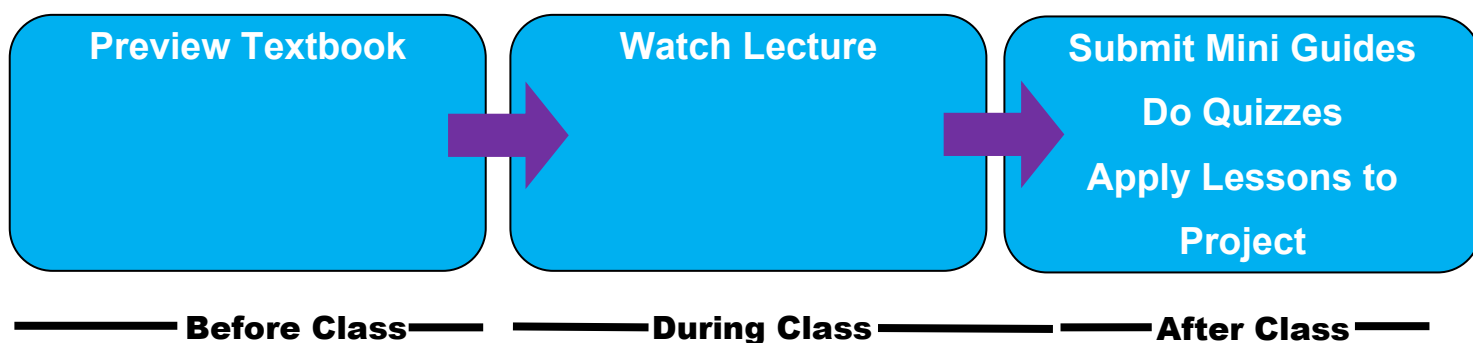 Preview Textbook
Watch Lecture
Submit Mini Guides
Do Quizzes
Apply Lessons to
Project
Before Class
During Class
After Class